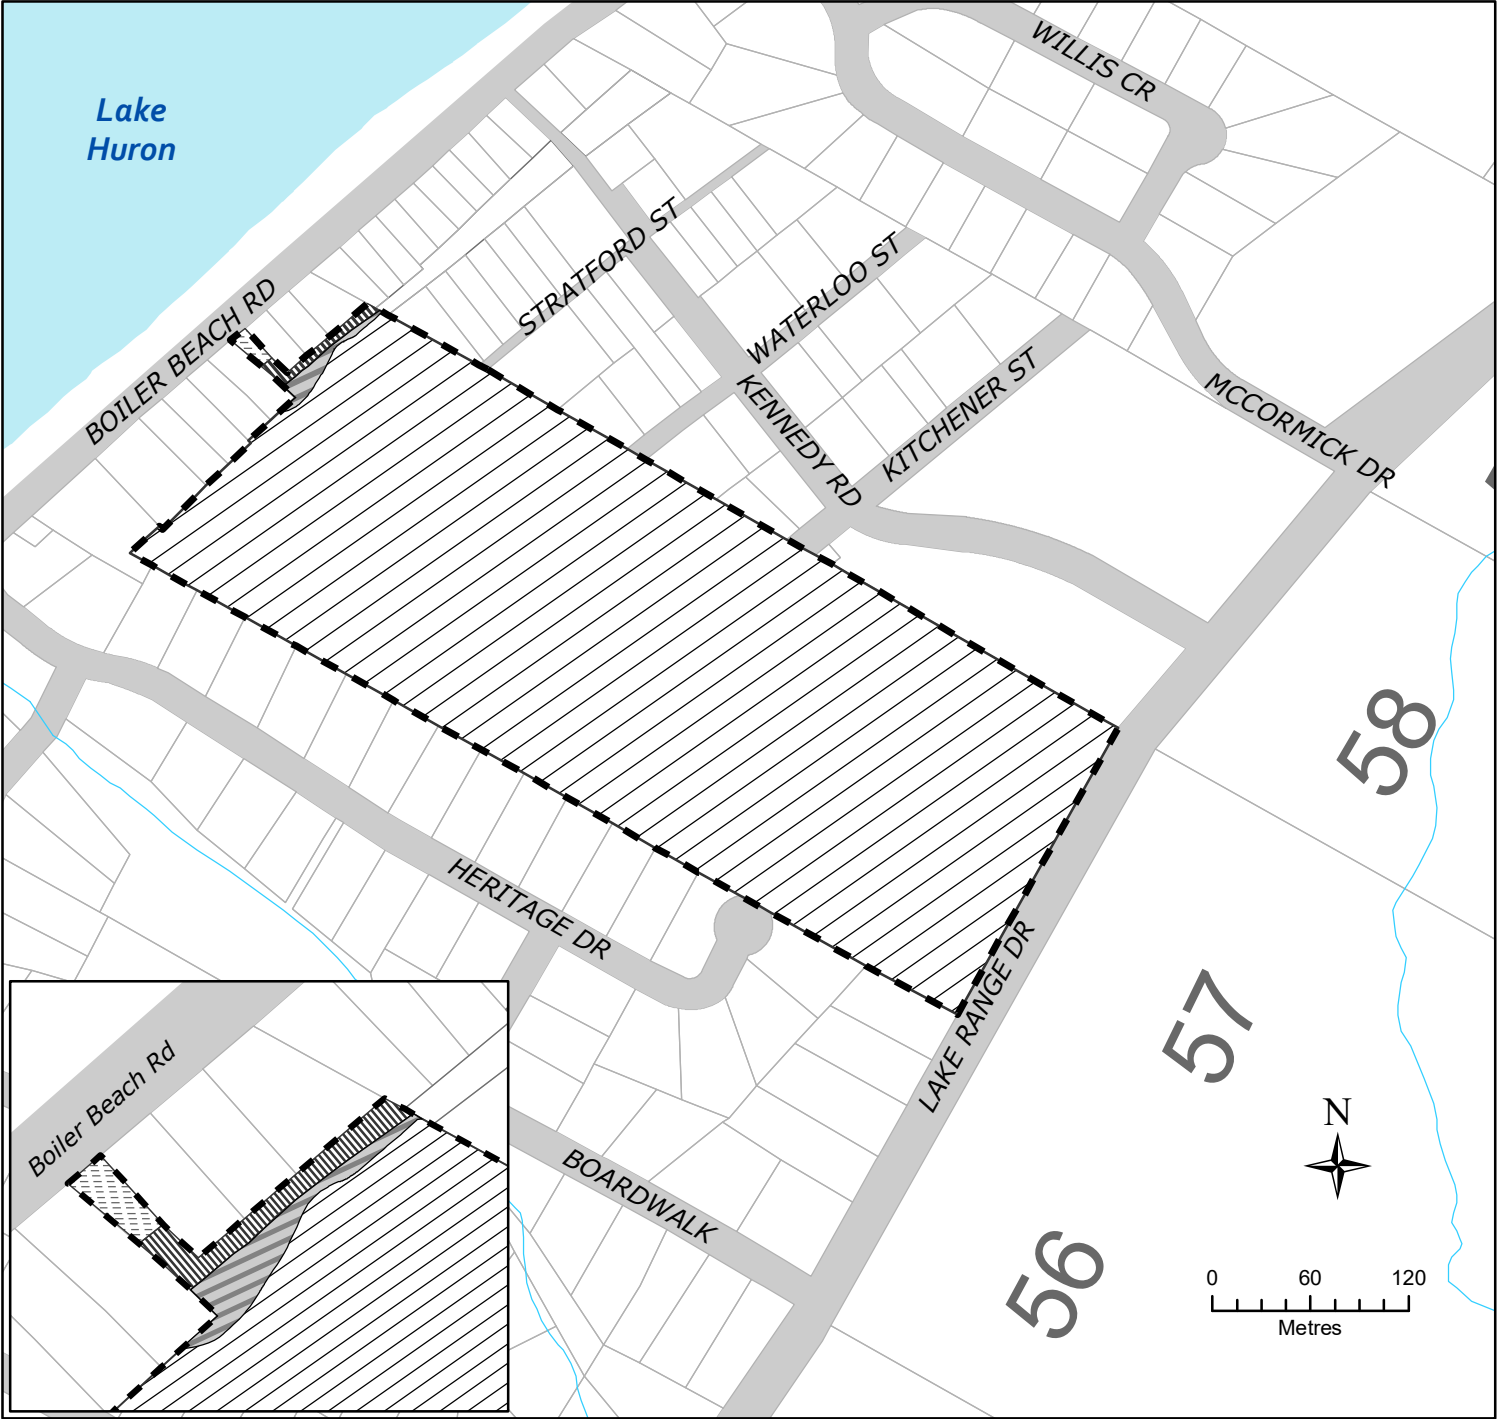 Lake
Huron
WILLIS CR
STRATFORD ST
BOILER BEACH RD
WATERLOO ST
KENNEDY RD
KITCHENER ST
MCCORMICK DR
58
HERITAGE DR
LAKE RANGE DR
57
Boiler Beach Rd
BOARDWALK
56
N
0 60 120
Metres